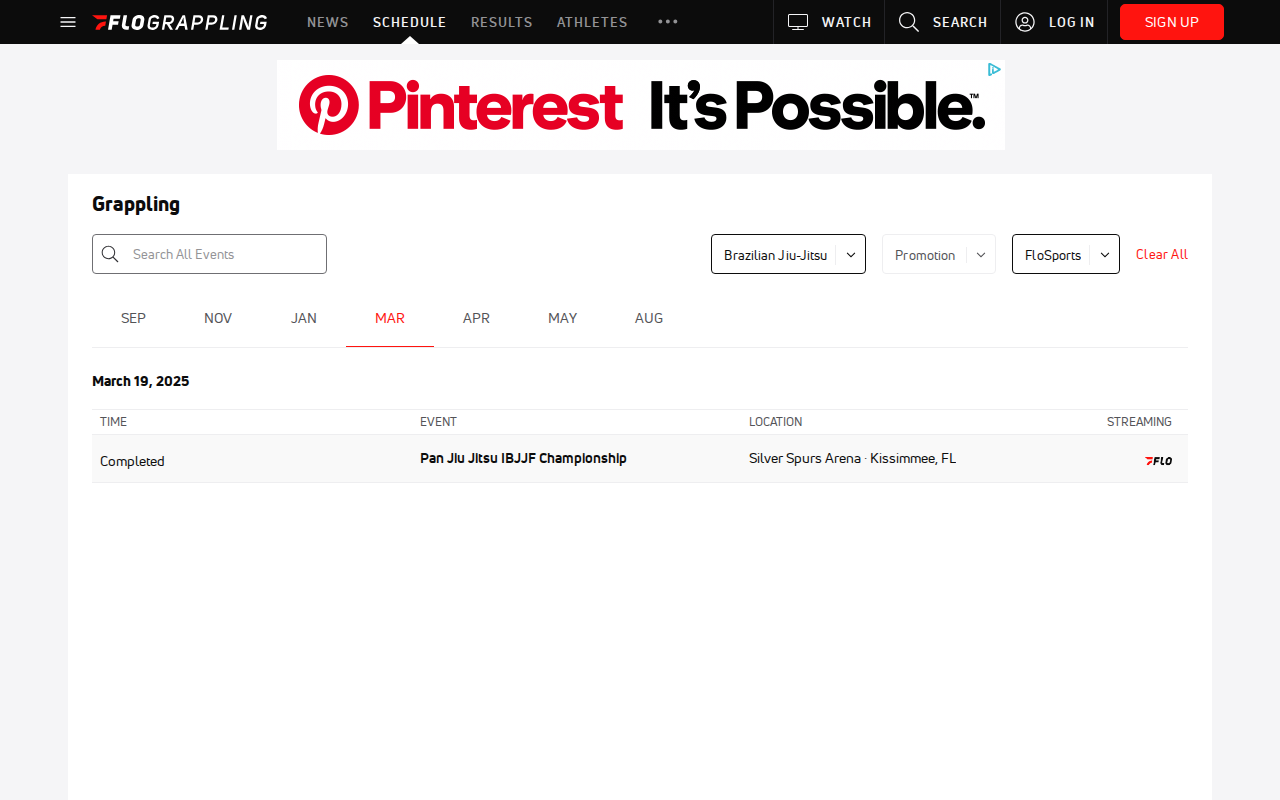 FLOGRAPPLING NEWS SCHEDULE RESULTS ATHLETES WATCH SEARCH LOG IN SIGN UP
Pinterest It's Possible.™
Grappling
Search All Events Brazilian Jiu-Jitsu Promotion FloSports Clear All
SEP NOV JAN MAR APR MAY AUG
March 19, 2025
TIME EVENT LOCATION STREAMING
Completed Pan Jiu Jitsu IBJJF Championship Silver Spurs Arena · Kissimmee, FL FLO